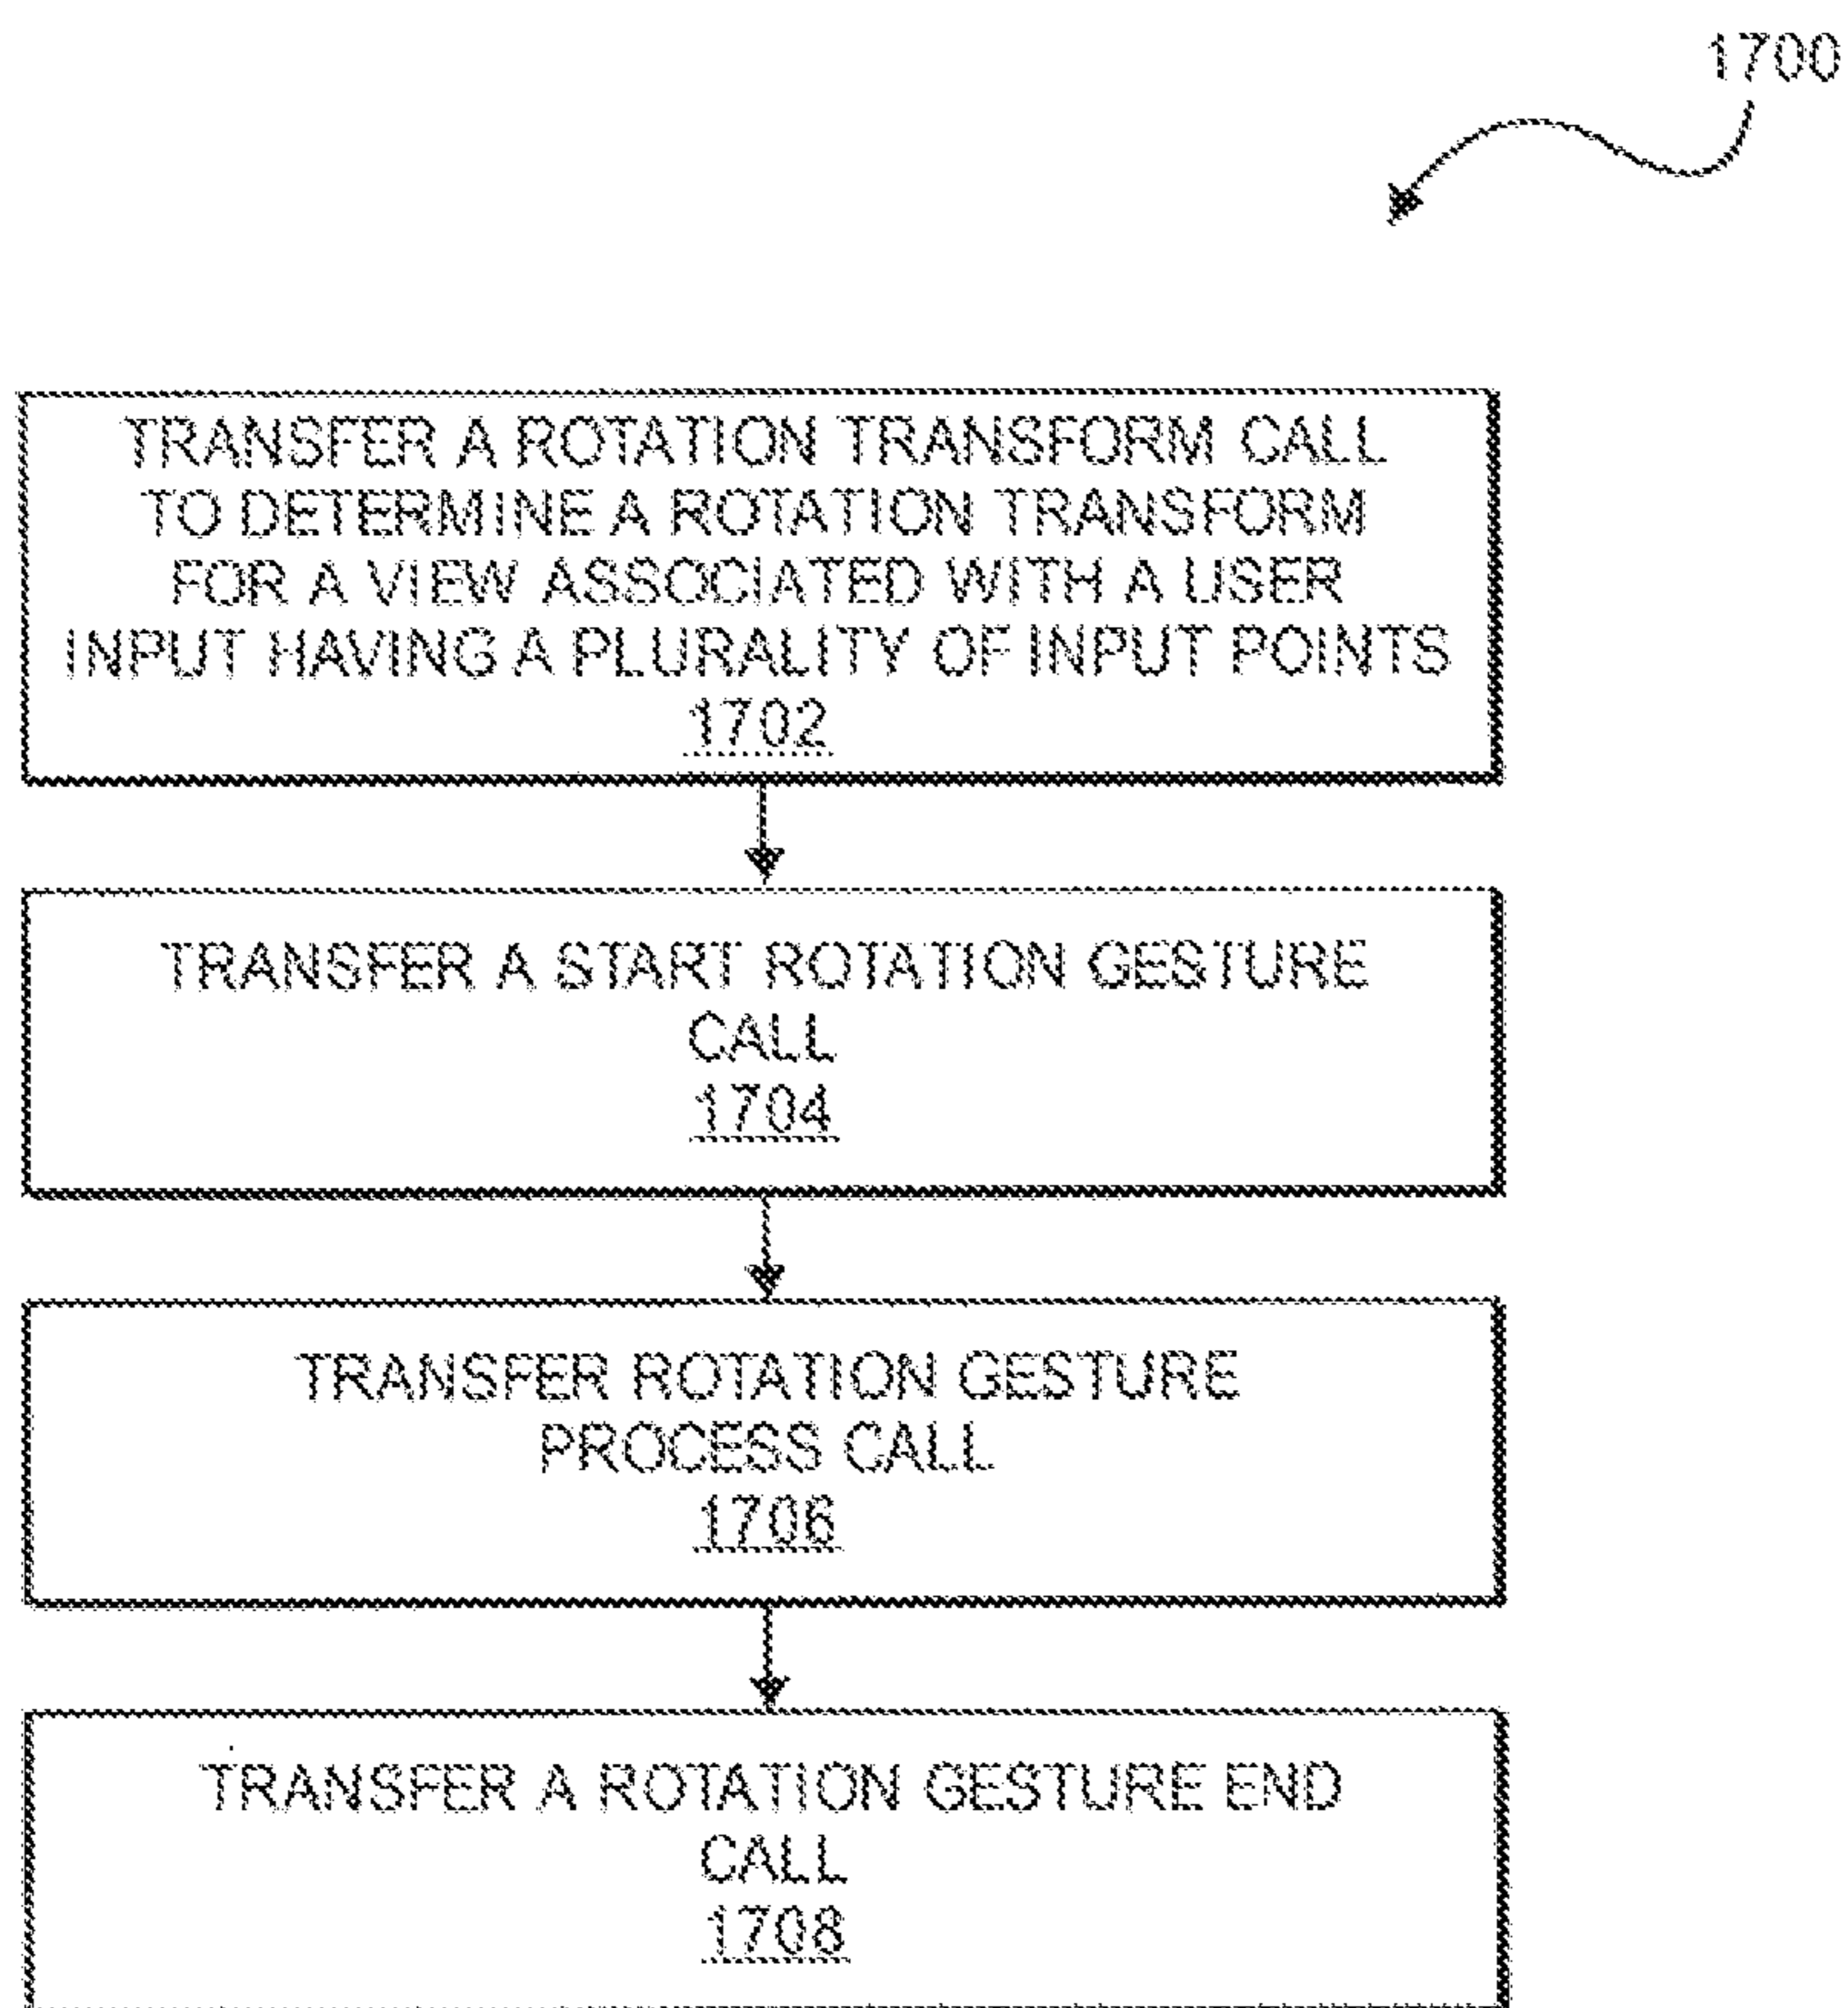 1700
TRANSFER A ROTATION TRANSFORM CALL
TO DETERMINE A ROTATION TRANSFORM
FOR A VIEW ASSOCIATED WITH A USER
INPUT HAVING A PLURALITY OF INPUT POINTS
1702
TRANSFER A START ROTATION GESTURE
CALL
1704
TRANSFER ROTATION GESTURE
PROCESS CALL
1706
TRANSFER A ROTATION GESTURE END
CALL
1708